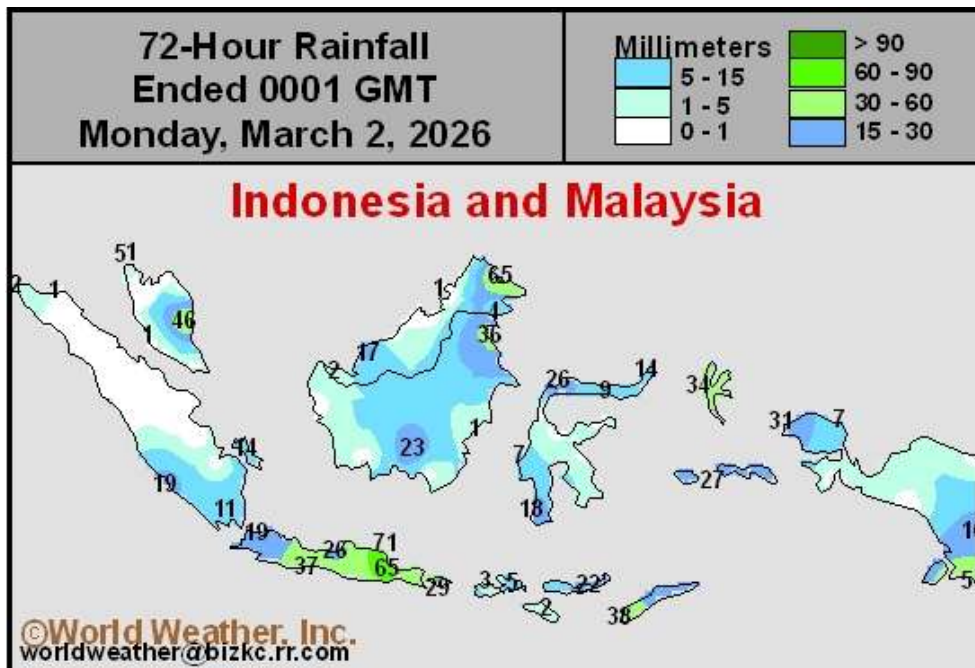 72-Hour Rainfall
Ended 0001 GMT
Monday, March 2, 2026
Millimeters
5 - 15
1 - 5
0 - 1
> 90
60 - 90
30 - 60
15 - 30
Indonesia and Malaysia
51
65
2
1
1
4
46
36
1
17
2
14
26
9
34
31
7
1
23
14
7
19
27
11
18
19
26
71
37
65
29
3
5
22
2
38
©World Weather, Inc.
worldweather@bizkc.rr.com